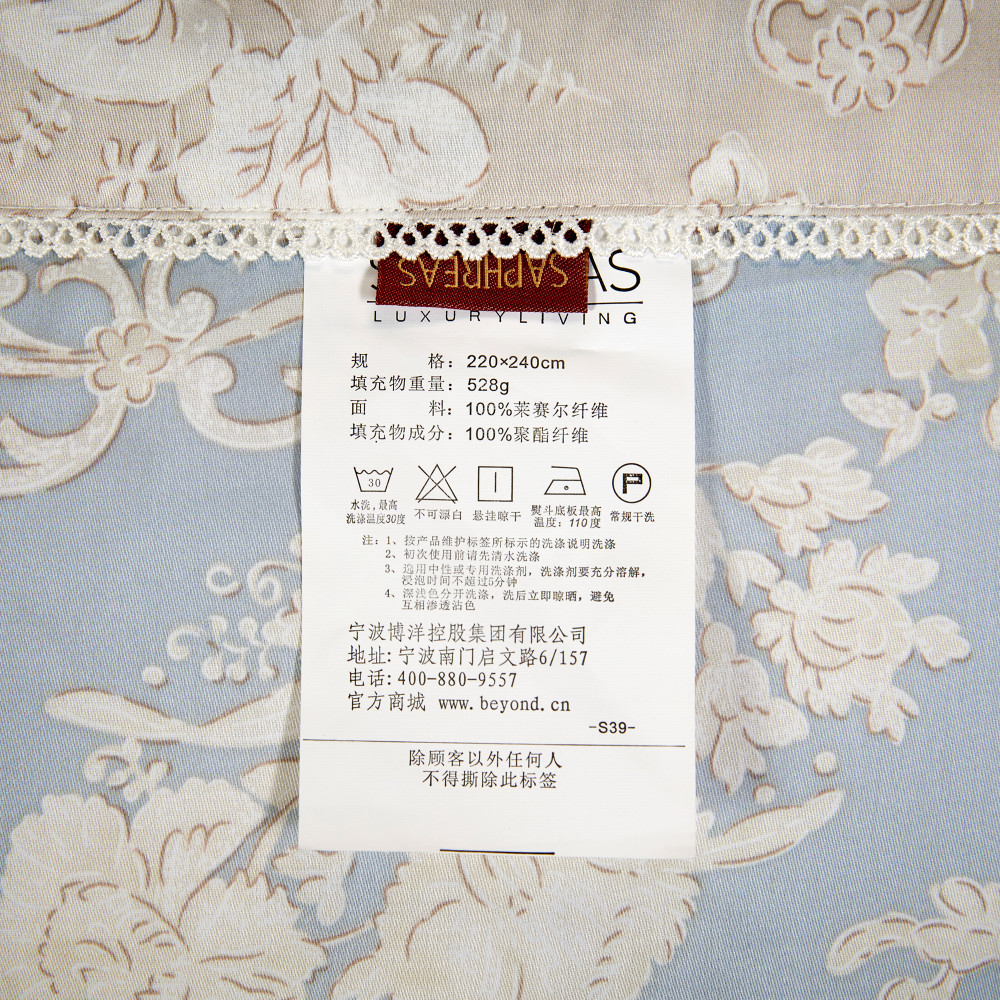 SAPHREAS
AS
LUXURYLIVING
规 格：220×240cm
填充物重量：528g
面 料：100%莱赛尔纤维
填充物成分：100%聚酯纤维
30
水洗，最高
洗涤温度30度
不可漂白
悬挂晾干
熨斗底板最高
温度：110度
P
常规干洗
注：1、按产品维护标签所标示的洗涤说明洗涤
2、初次使用前请先清水洗涤
3、选用中性或专用洗涤剂，洗涤剂要充分溶解，
浸泡时间不超过5分钟
4、深浅色分开洗涤，洗后立即晾晒，避免
互相渗透沾色
宁波博洋控股集团有限公司
地址：宁波南门启文路6/157
电话：400-880-9557
官方商城 www.beyond.cn
-S39-
除顾客以外任何人
不得撕除此标签